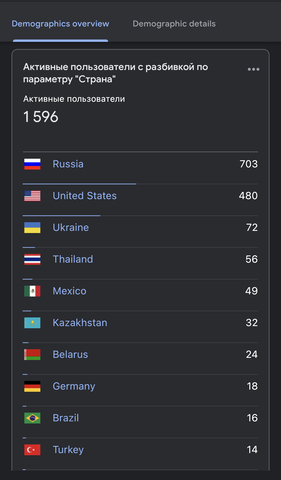 Demographics overview Demographic details
Активные пользователи с разбивкой по
параметру "Страна"
Активные пользователи
1 596
Russia 703
United States 480
Ukraine 72
Thailand 56
Mexico 49
Kazakhstan 32
Belarus 24
Germany 18
Brazil 16
Turkey 14